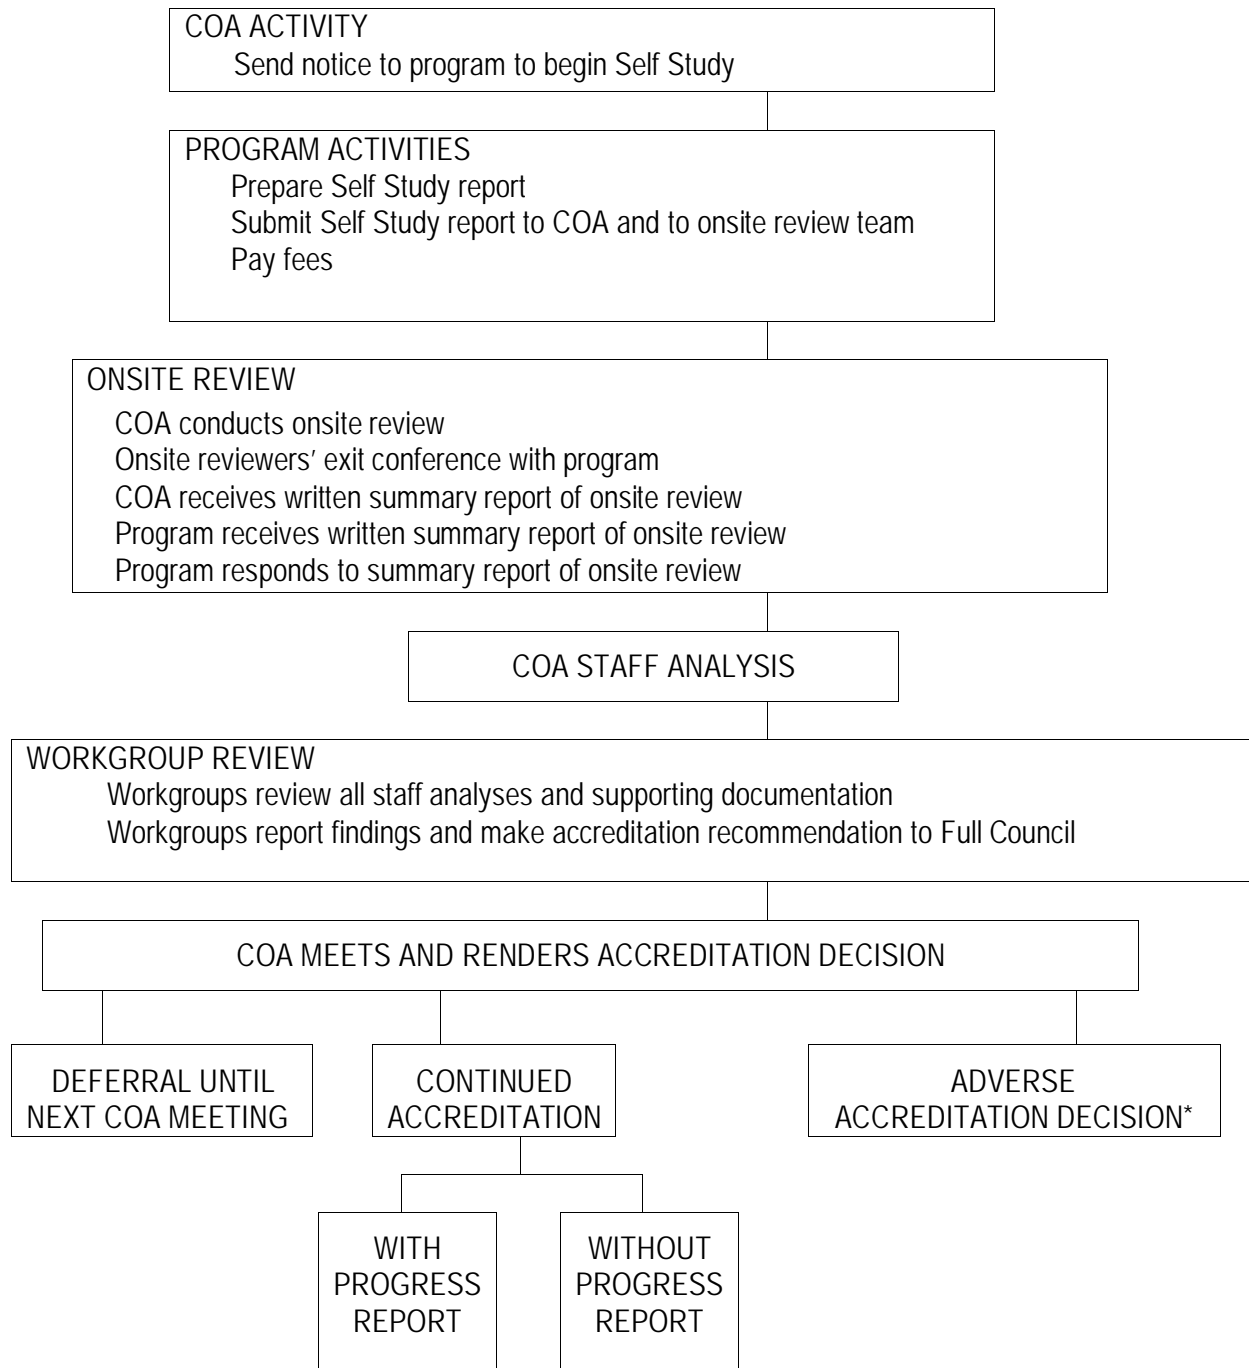 COA ACTIVITY
Send notice to program to begin Self Study
PROGRAM ACTIVITIES
Prepare Self Study report
Submit Self Study report to COA and to onsite review team
Pay fees
ONSITE REVIEW
COA conducts onsite review
Onsite reviewers’ exit conference with program
COA receives written summary report of onsite review
Program receives written summary report of onsite review
Program responds to summary report of onsite review
COA STAFF ANALYSIS
WORKGROUP REVIEW
Workgroups review all staff analyses and supporting documentation
Workgroups report findings and make accreditation recommendation to Full Council
COA MEETS AND RENDERS ACCREDITATION DECISION
DEFERRAL UNTIL
NEXT COA MEETING
CONTINUED
ACCREDITATION
ADVERSE
ACCREDITATION DECISION*
WITH
PROGRESS
REPORT
WITHOUT
PROGRESS
REPORT